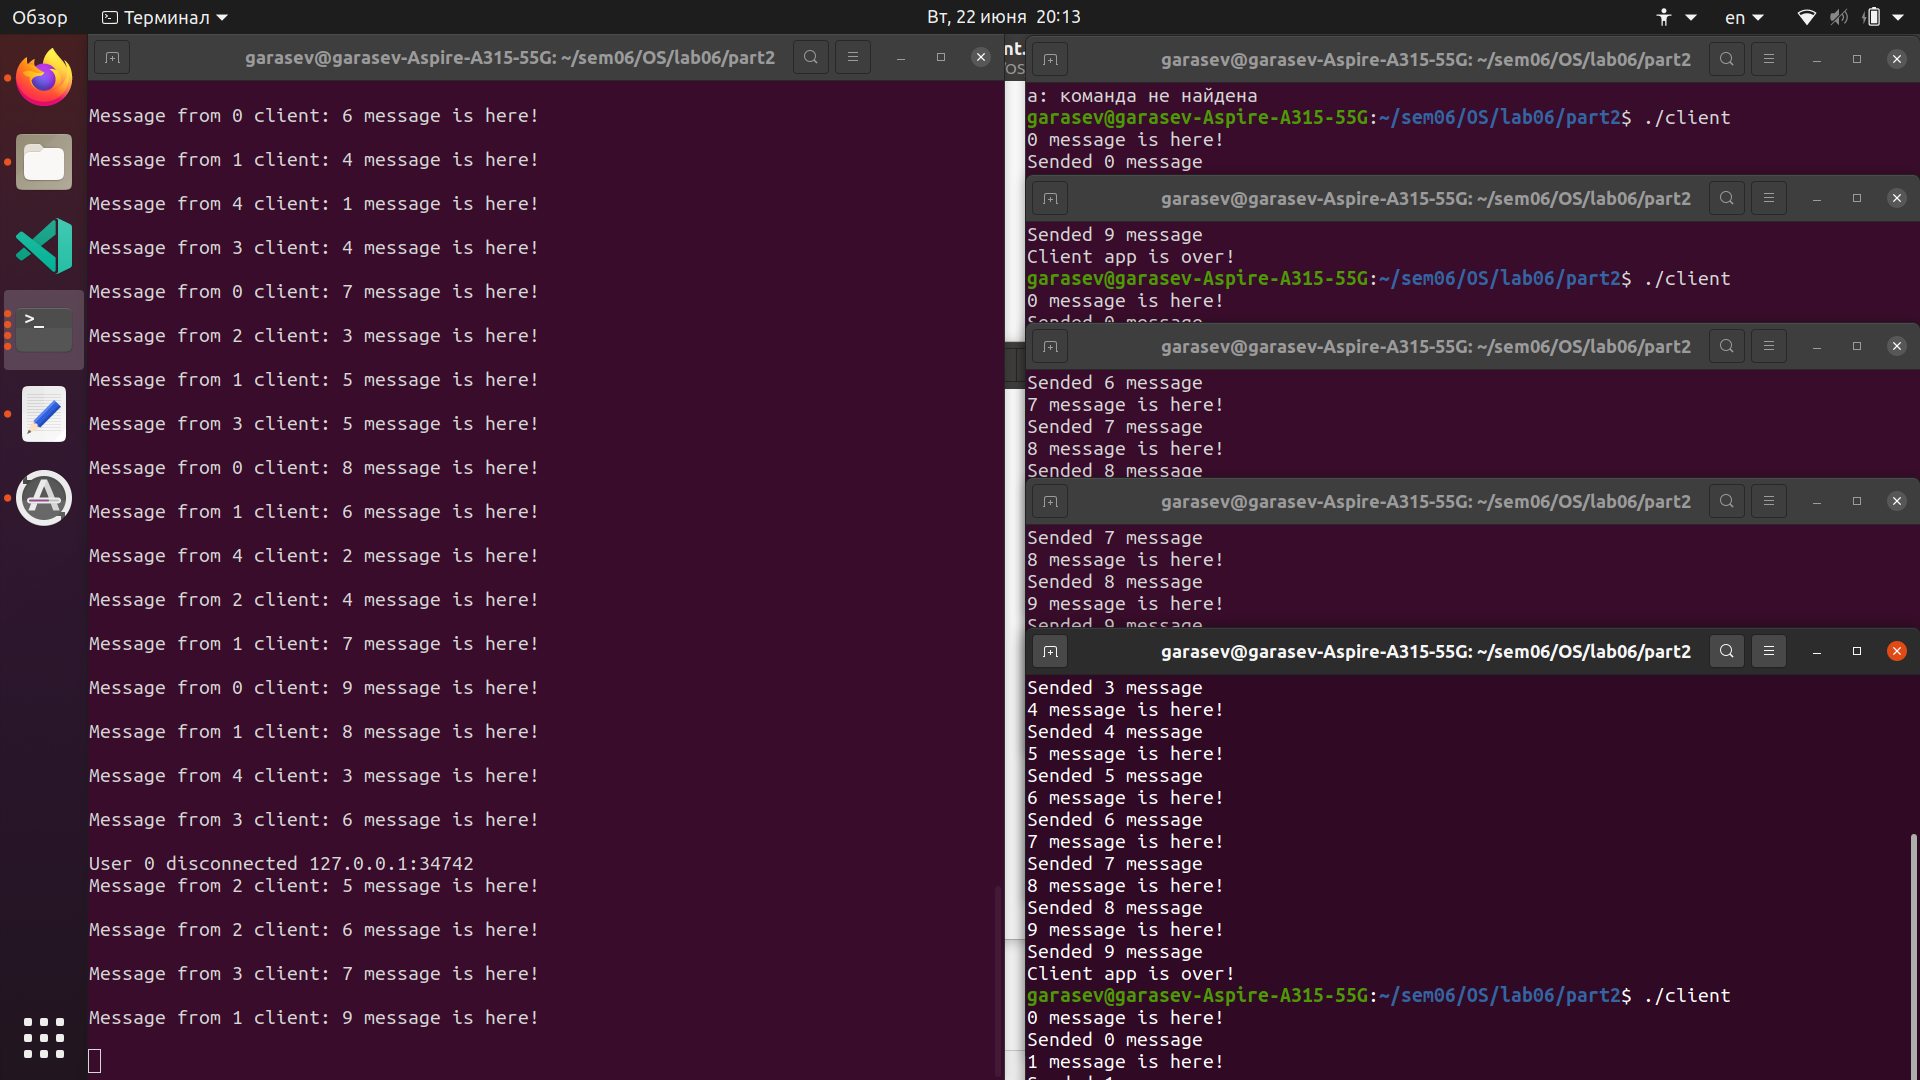 Обзор
Терминал
Вт, 22 июня 20:13
en
garasev@garasev-Aspire-A315-55G: ~/sem06/OS/lab06/part2
Message from 0 client: 6 message is here!
Message from 1 client: 4 message is here!
Message from 4 client: 1 message is here!
Message from 3 client: 4 message is here!
Message from 0 client: 7 message is here!
Message from 2 client: 3 message is here!
Message from 1 client: 5 message is here!
Message from 3 client: 5 message is here!
Message from 0 client: 8 message is here!
Message from 1 client: 6 message is here!
Message from 4 client: 2 message is here!
Message from 2 client: 4 message is here!
Message from 1 client: 7 message is here!
Message from 0 client: 9 message is here!
Message from 1 client: 8 message is here!
Message from 4 client: 3 message is here!
Message from 3 client: 6 message is here!
User 0 disconnected 127.0.0.1:34742
Message from 2 client: 5 message is here!
Message from 2 client: 6 message is here!
Message from 3 client: 7 message is here!
Message from 1 client: 9 message is here!
nt.
/OS
garasev@garasev-Aspire-A315-55G: ~/sem06/OS/lab06/part2
а: команда не найдена
garasev@garasev-Aspire-A315-55G:~/sem06/OS/lab06/part2$ ./client
0 message is here!
Sended 0 message
garasev@garasev-Aspire-A315-55G: ~/sem06/OS/lab06/part2
Sended 9 message
Client app is over!
garasev@garasev-Aspire-A315-55G:~/sem06/OS/lab06/part2$ ./client
0 message is here!
Sended 0 message
garasev@garasev-Aspire-A315-55G: ~/sem06/OS/lab06/part2
Sended 6 message
7 message is here!
Sended 7 message
8 message is here!
Sended 8 message
garasev@garasev-Aspire-A315-55G: ~/sem06/OS/lab06/part2
Sended 7 message
8 message is here!
Sended 8 message
9 message is here!
Sended 9 message
garasev@garasev-Aspire-A315-55G: ~/sem06/OS/lab06/part2
Sended 3 message
4 message is here!
Sended 4 message
5 message is here!
Sended 5 message
6 message is here!
Sended 6 message
7 message is here!
Sended 7 message
8 message is here!
Sended 8 message
9 message is here!
Sended 9 message
Client app is over!
garasev@garasev-Aspire-A315-55G:~/sem06/OS/lab06/part2$ ./client
0 message is here!
Sended 0 message
1 message is here!